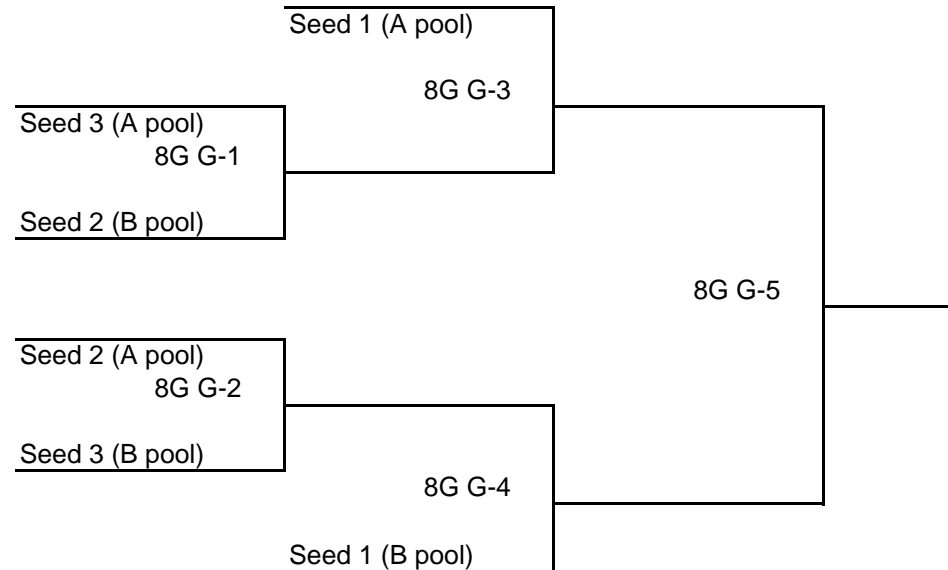 Seed 1 (A pool)
8G G-3
Seed 3 (A pool)
8G G-1
Seed 2 (B pool)
8G G-5
Seed 2 (A pool)
8G G-2
Seed 3 (B pool)
8G G-4
Seed 1 (B pool)